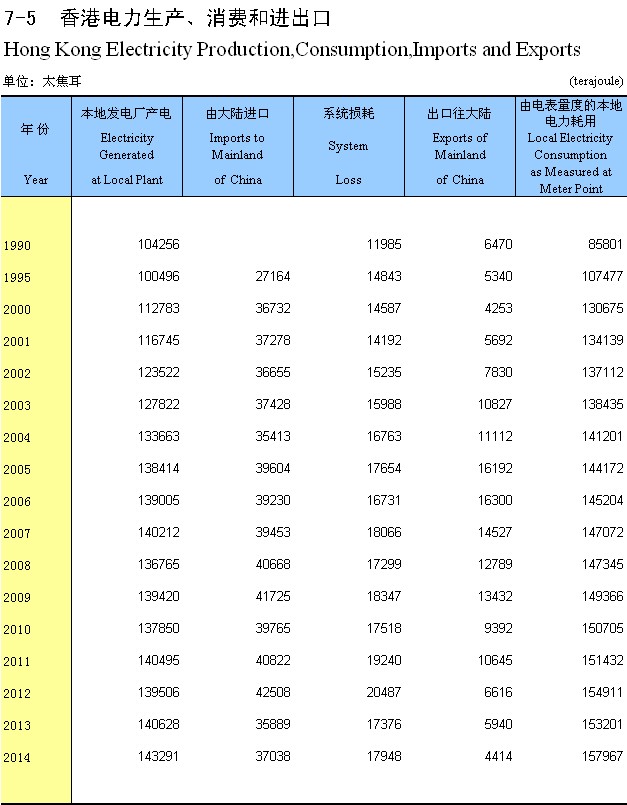 7-5 香港电力生产、消费和进出口
Hong Kong Electricity Production,Consumption,Imports and Exports
单位：太焦耳 (terajoule)
年 份 本地发电厂产电 由大陆进口 系统损耗 出口往大陆 由电表量度的本地电力耗用
Year Electricity Generated at Local Plant Imports to Mainland of China System Loss Exports of Mainland of China Local Electricity Consumption as Measured at Meter Point
1990 104256 11985 6470 85801
1995 100496 27164 14843 5340 107477
2000 112783 36732 14587 4253 130675
2001 116745 37278 14192 5692 134139
2002 123522 36655 15235 7830 137112
2003 127822 37428 15988 10827 138435
2004 133663 35413 16763 11112 141201
2005 138414 39604 17654 16192 144172
2006 139005 39230 16731 16300 145204
2007 140212 39453 18066 14527 147072
2008 136765 40668 17299 12789 147345
2009 139420 41725 18347 13432 149366
2010 137850 39765 17518 9392 150705
2011 140495 40822 19240 10645 151432
2012 139506 42508 20487 6616 154911
2013 140628 35889 17376 5940 153201
2014 143291 37038 17948 4414 157967